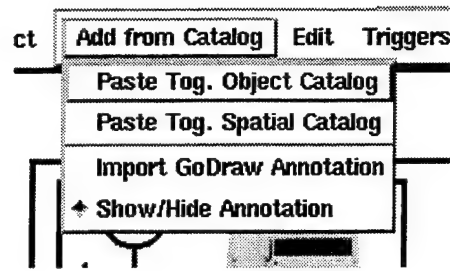 ct Add from Catalog Edit Triggers
Paste Tog. Object Catalog
Paste Tog. Spatial Catalog
Import GoDraw Annotation
Show/Hide Annotation